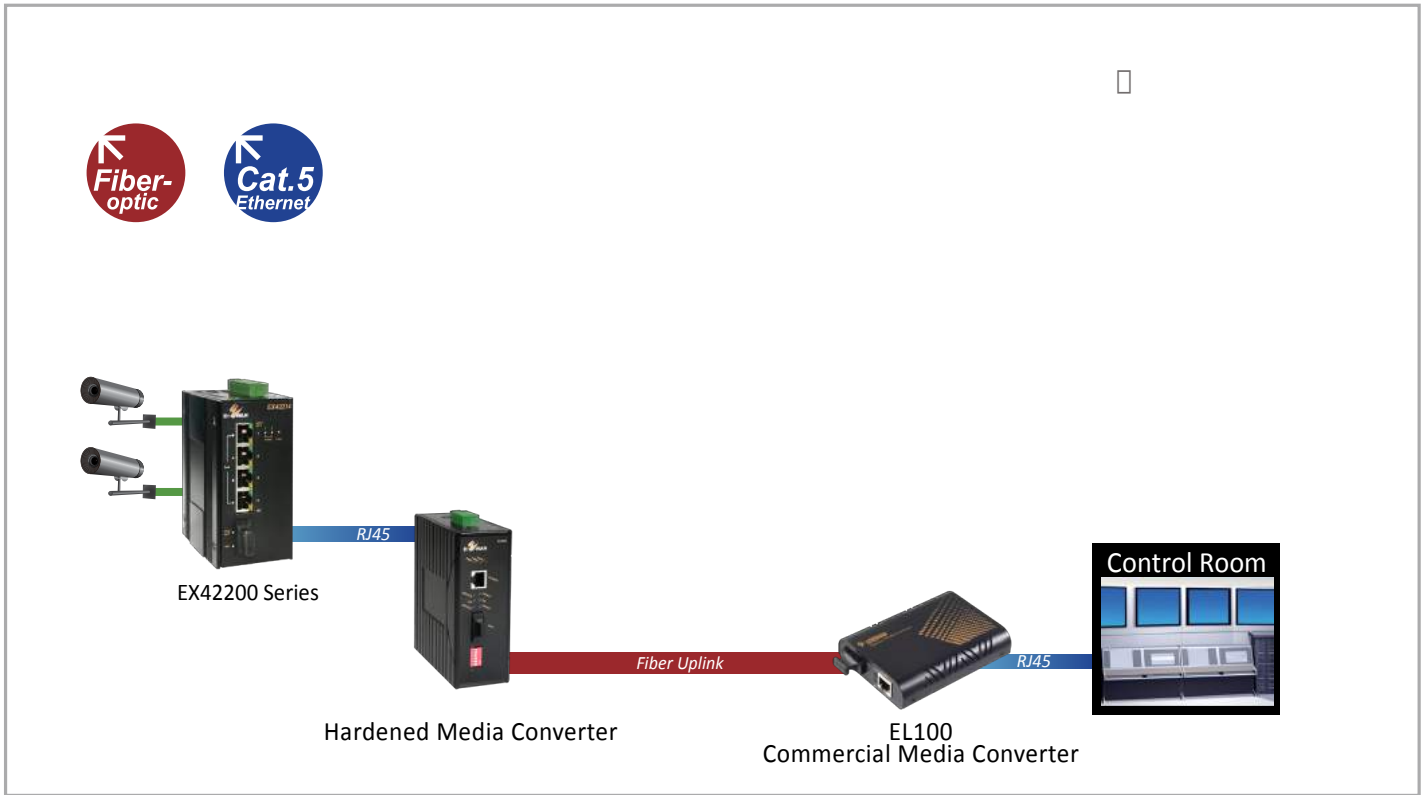 Fiber-
optic
Cat.5
Ethernet
EX42200 Series
RJ45
Hardened Media Converter
Fiber Uplink
EL100
Commercial Media Converter
RJ45
Control Room